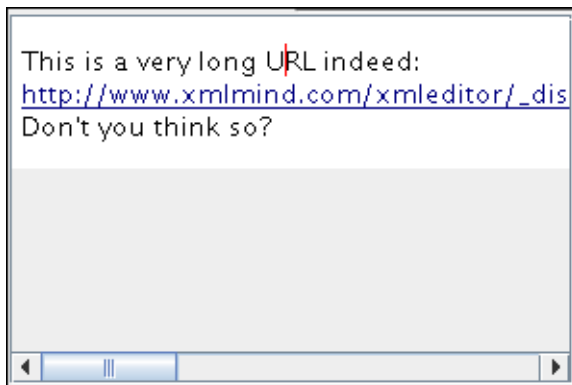 This is a very long URL indeed:
http://www.xmlmind.com/xmleditor/_dis
Don't you think so?